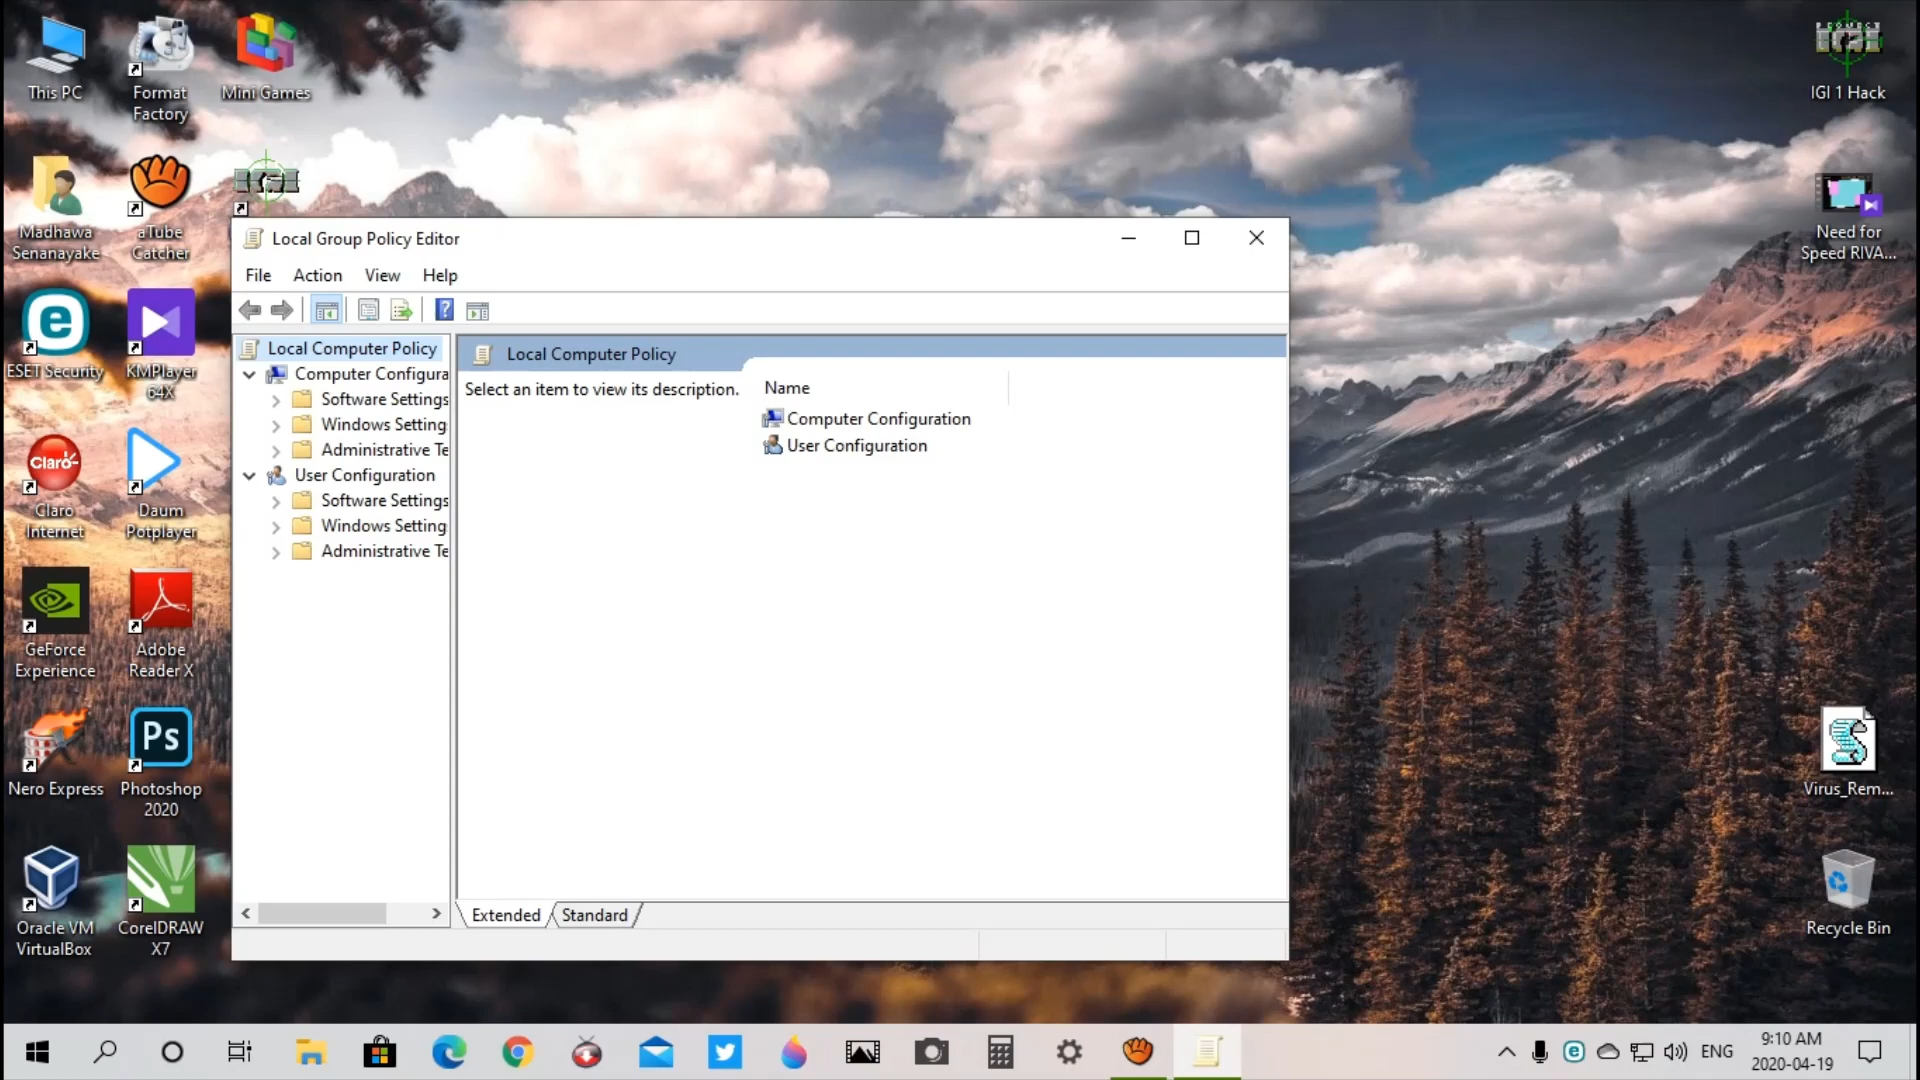 This PC
Format
Factory
Mini Games
IGI 1 Hack
Madhawa
Senanayake
aTube
Catcher
Need for
Speed RIVA...
ESET Security
KMPlayer
64X
Claro-
Claro
Internet
Daum
Potplayer
GeForce
Experience
Adobe
Reader X
Nero Express
Ps
Photoshop
2020
Virus_Rem...
Oracle VM
VirtualBox
CorelDRAW
X7
Recycle Bin
Local Group Policy Editor
File Action View Help
Local Computer Policy
Computer Configura
Software Settings
Windows Setting
Administrative Te
User Configuration
Software Settings
Windows Setting
Administrative Te
Local Computer Policy
Select an item to view its description.
Name
Computer Configuration
User Configuration
Extended Standard
ENG
9:10 AM
2020-04-19